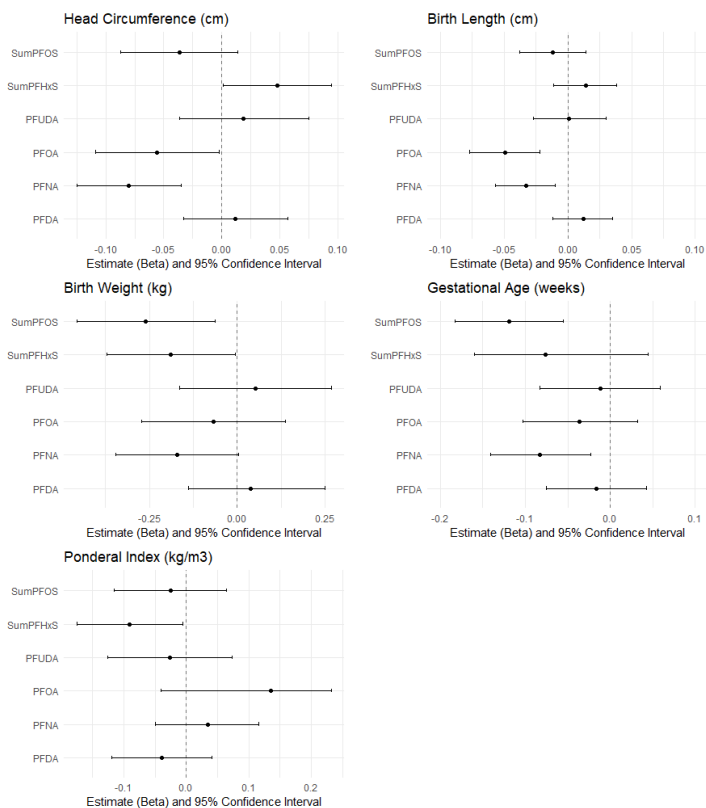 Head Circumference (cm)
SumPFOS
SumPFHxS
PFUDA
PFOA
PFNA
PFDA
-0.10 -0.05 0.00 0.05 0.10
Estimate (Beta) and 95% Confidence Interval
Birth Length (cm)
SumPFOS
SumPFHxS
PFUDA
PFOA
PFNA
PFDA
-0.10 -0.05 0.00 0.05 0.10
Estimate (Beta) and 95% Confidence Interval
Birth Weight (kg)
SumPFOS
SumPFHxS
PFUDA
PFOA
PFNA
PFDA
-0.25 0.00 0.25
Estimate (Beta) and 95% Confidence Interval
Gestational Age (weeks)
SumPFOS
SumPFHxS
PFUDA
PFOA
PFNA
PFDA
-0.2 -0.1 0.0 0.1
Estimate (Beta) and 95% Confidence Interval
Ponderal Index (kg/m3)
SumPFOS
SumPFHxS
PFUDA
PFOA
PFNA
PFDA
-0.1 0.0 0.1 0.2
Estimate (Beta) and 95% Confidence Interval